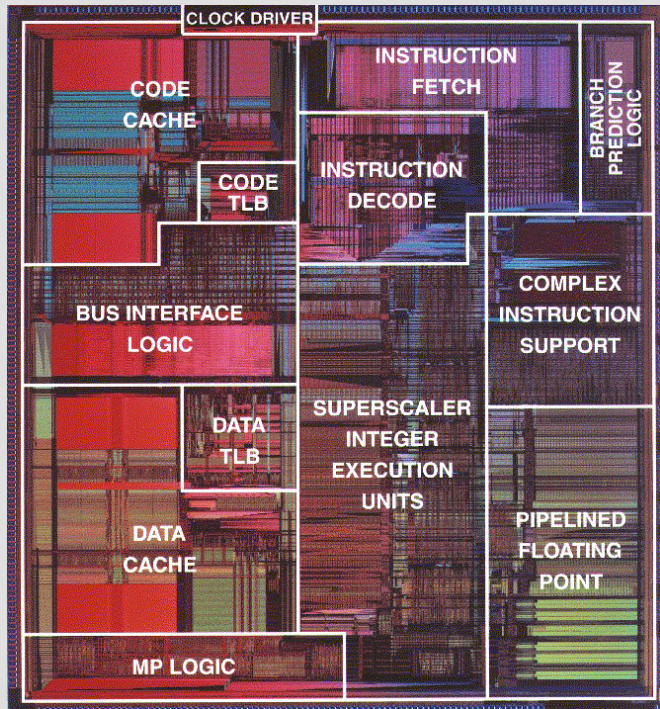 CLOCK DRIVER
CODE
CACHE
INSTRUCTION
FETCH
BRANCH
PREDICTION
LOGIC
CODE
TLB
INSTRUCTION
DECODE
BUS INTERFACE
LOGIC
COMPLEX
INSTRUCTION
SUPPORT
DATA
TLB
SUPERSCALER
INTEGER
EXECUTION
UNITS
DATA
CACHE
PIPELINED
FLOATING
POINT
MP LOGIC